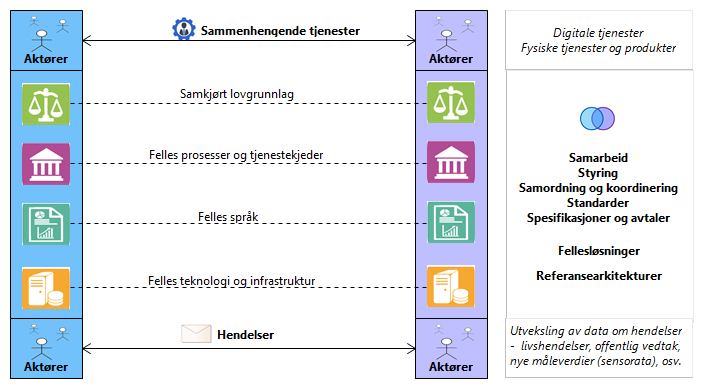 Sammenhengende tjenester
Aktører
Aktører
Digitale tjenester
Fysiske tjenester og produkter
Samkjørt lovgrunnlag
Felles prosesser og tjenestekjeder
Felles språk
Felles teknologi og infrastruktur
Samarbeid
Styring
Samordning og koordinering
Standarder
Spesifikasjoner og avtaler
Fellesløsninger
Referansearkitekturer
Hendelser
Aktører
Aktører
Utveksling av data om hendelser
- livshendelser, offentlig vedtak,
nye måleverdier (sensorata), osv.